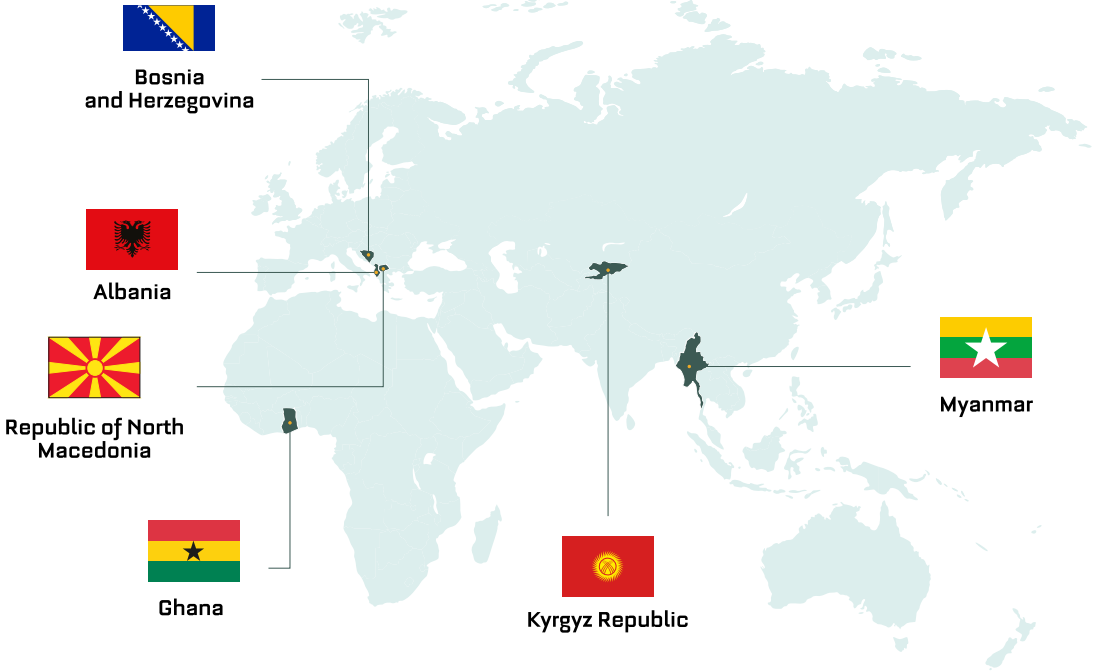 Bosnia
and Herzegovina
Albania
Republic of North
Macedonia
Ghana
Kyrgyz Republic
Myanmar